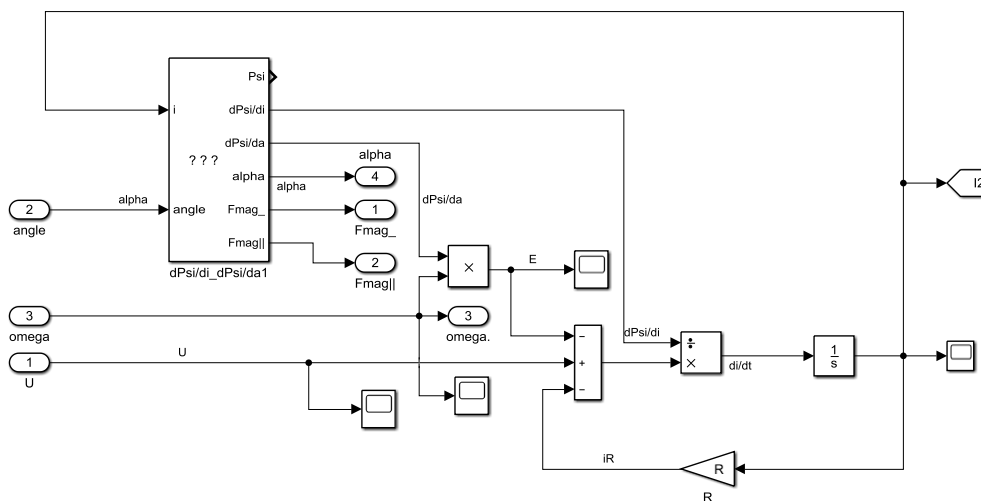 Psi
i
dPsi/di
dPsi/da
? ? ?
alpha
angle
Fmag_
Fmag||
dPsi/di_dPsi/da1
2
angle
alpha
alpha
alpha
4
1
Fmag_
2
Fmag||
dPsi/da
×
E
3
omega
3
omega.
1
U
U
−
+
−
dPsi/di
÷
×
di/dt
1
s
I2
iR
R
R